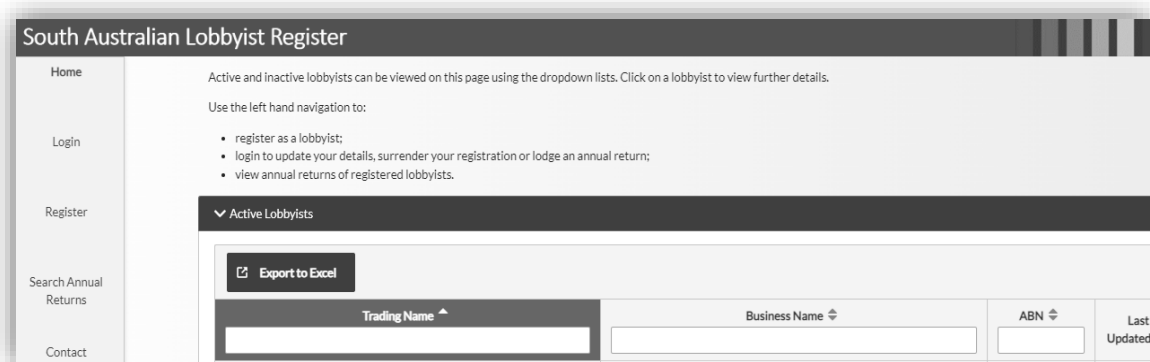 South Australian Lobbyist Register
Home
Login
Register
Search Annual
Returns
Contact
Active and inactive lobbyists can be viewed on this page using the dropdown lists. Click on a lobbyist to view further details.
Use the left hand navigation to:
• register as a lobbyist;
• login to update your details, surrender your registration or lodge an annual return;
• view annual returns of registered lobbyists.
Active Lobbyists
Export to Excel
Trading Name
Business Name
ABN
Last
Updated